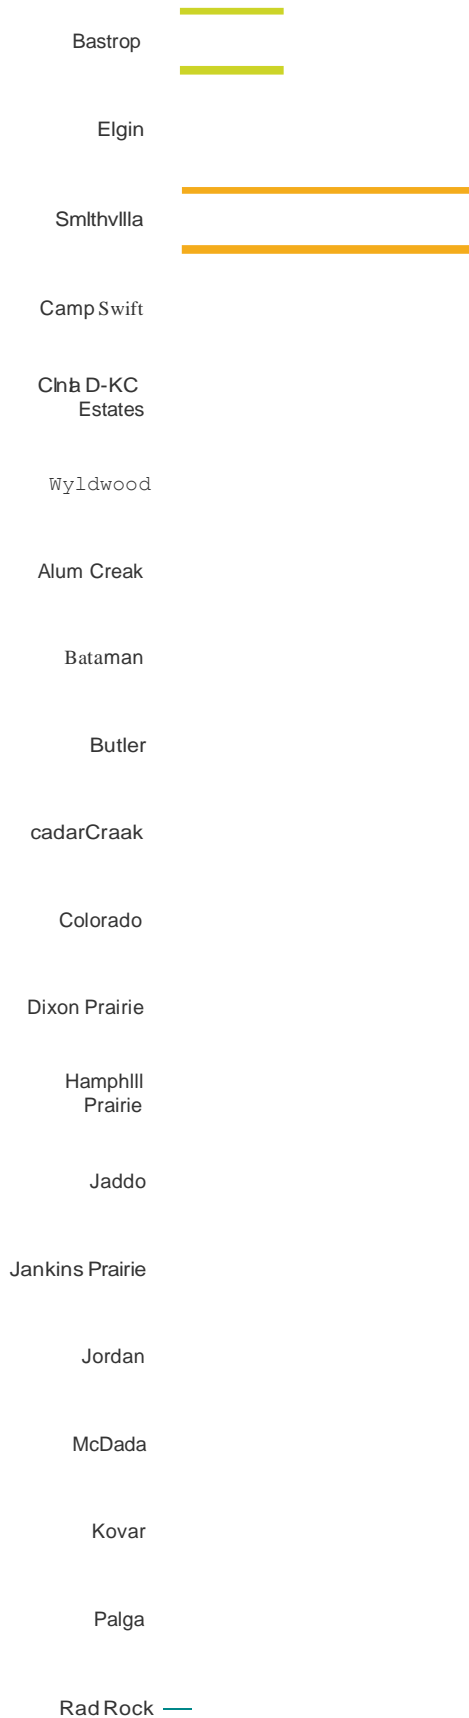 Bastrop
Elgin
Smlthvllla
Camp Swift
Clnta D-KC
Estates
Wyldwood
Alum Creak
Bataman
Butler
cadarCraak
Colorado
Dixon Prairie
Hamphlll
Prairie
Jaddo
Jankins Prairie
Jordan
McDada
Kovar
Palga
Rad Rock